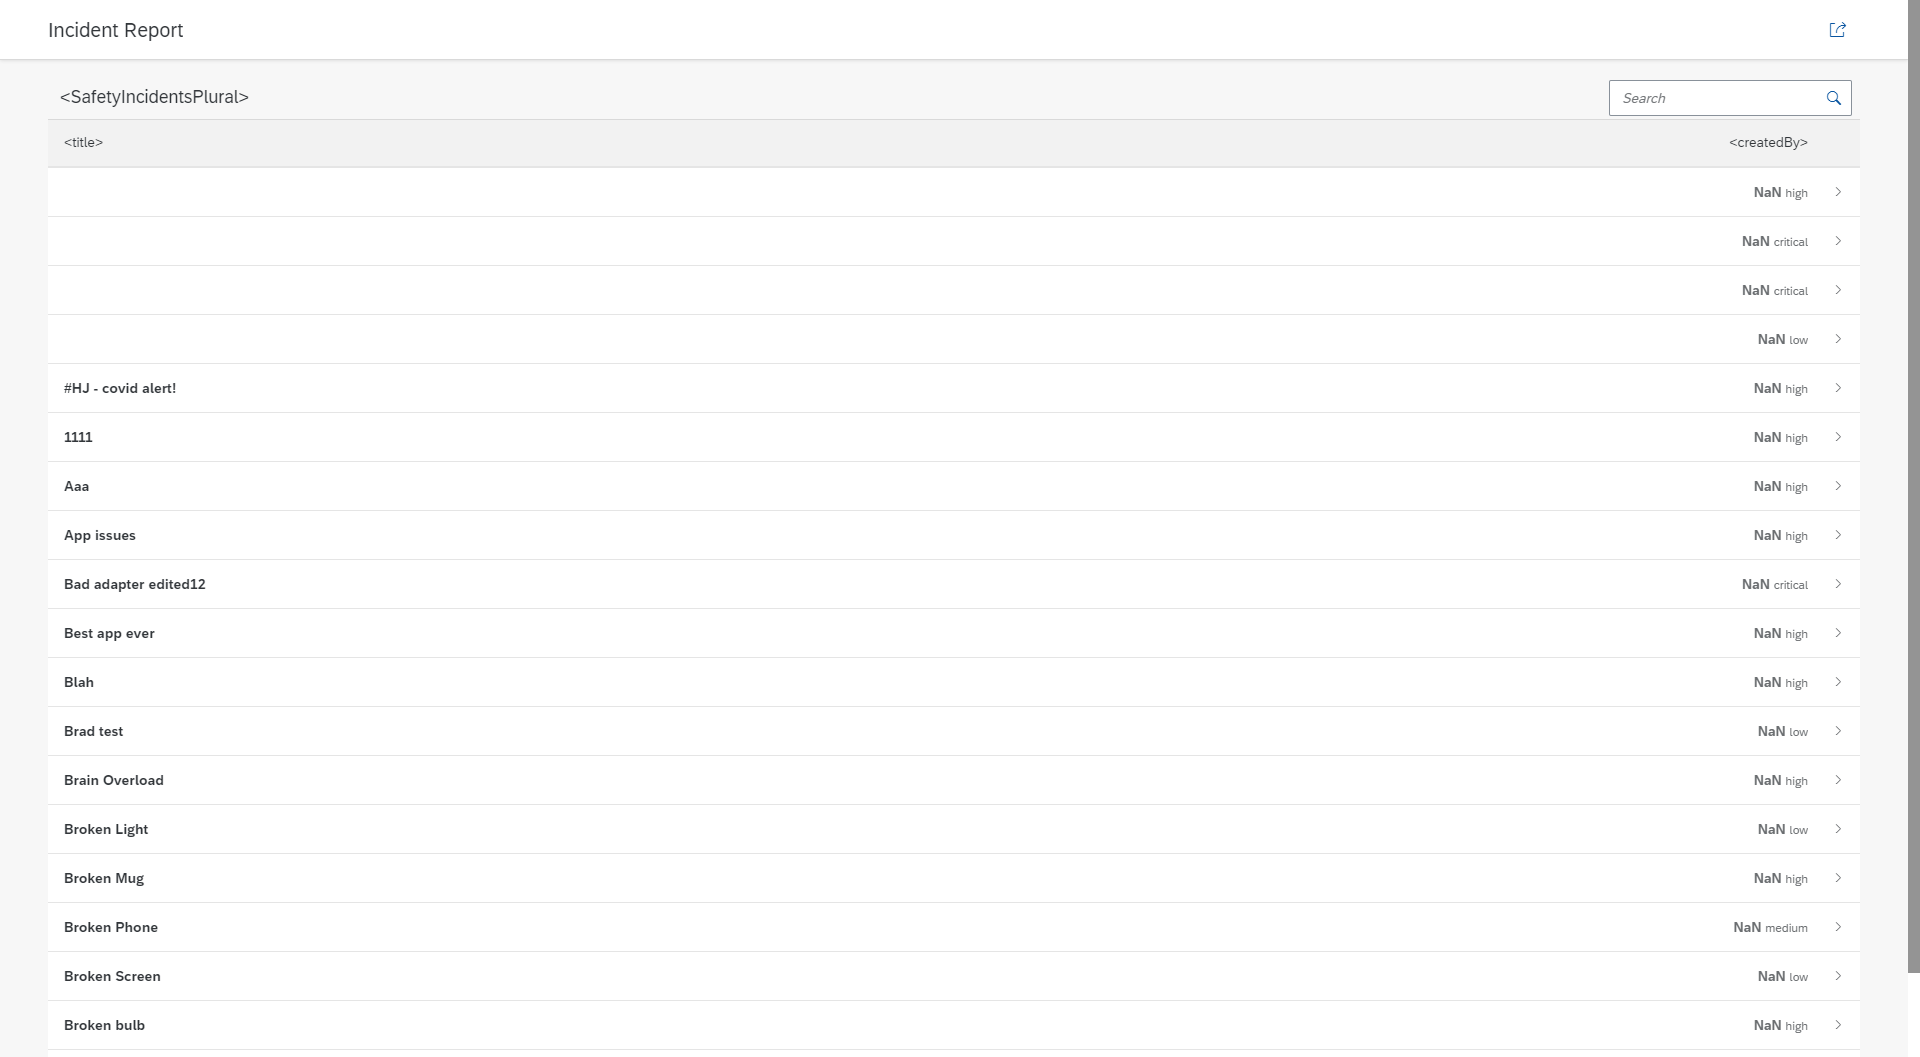 Incident Report
<SafetyIncidentsPlural>
Search
<title> <createdBy>
NaN high
NaN critical
NaN critical
NaN low
#HJ - covid alert! NaN high
1111 NaN high
Aaa NaN high
App issues NaN high
Bad adapter edited12 NaN critical
Best app ever NaN high
Blah NaN high
Brad test NaN low
Brain Overload NaN high
Broken Light NaN low
Broken Mug NaN high
Broken Phone NaN medium
Broken Screen NaN low
Broken bulb NaN high